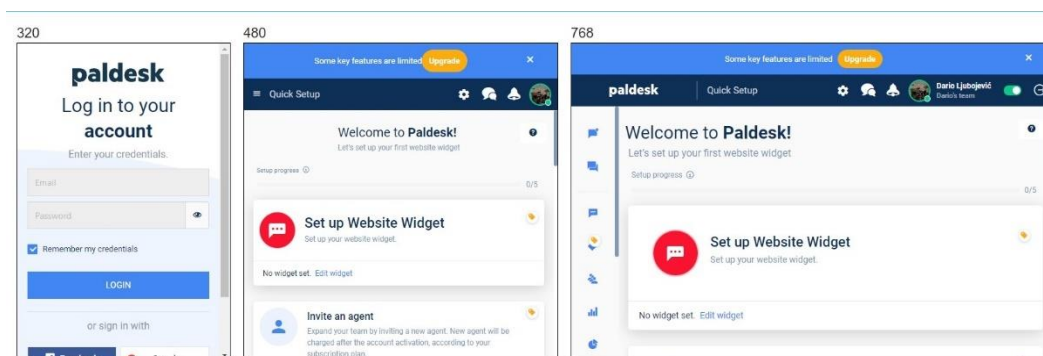 320
paldesk
Log in to your
account
Enter your credentials.
Email
Password
Remember my credentials
LOGIN
or sign in with
480
Some key features are limited Upgrade
Quick Setup
Welcome to Paldesk!
Let's set up your first website widget
Setup progress
0/5
Set up Website Widget
Set up your website widget.
No widget set. Edit widget
Invite an agent
Expand your team by inviting a new agent. New agent will be
charged after the account activation, according to your
subscription plan.
768
Some key features are limited Upgrade
paldesk
Quick Setup
Dario Ljubojević
Dario's team
Welcome to Paldesk!
Let's set up your first website widget
Setup progress
0/5
Set up Website Widget
Set up your website widget.
No widget set. Edit widget